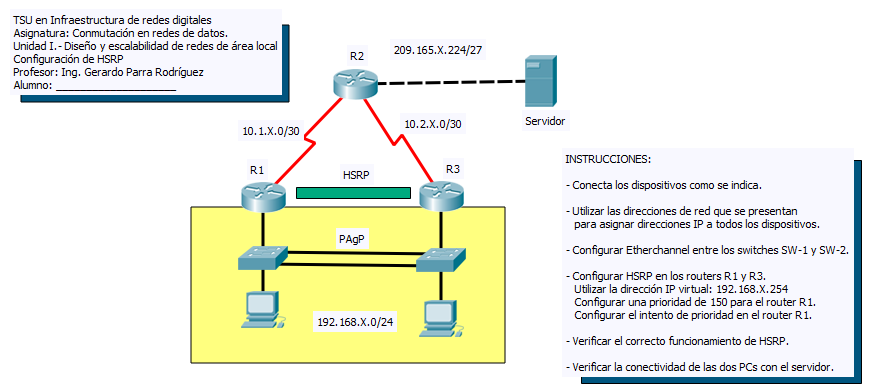 TSU en Infraestructura de redes digitales
Asignatura: Conmutación en redes de datos.
Unidad I.- Diseño y escalabilidad de redes de área local
Configuración de HSRP
Profesor: Ing. Gerardo Parra Rodríguez
Alumno: ____________________
R2
209.165.X.224/27
Servidor
10.1.X.0/30
10.2.X.0/30
R1
HSRP
R3
PAgP
192.168.X.0/24
INSTRUCCIONES:
- Conecta los dispositivos como se indica.
- Utilizar las direcciones de red que se presentan
para asignar direcciones IP a todos los dispositivos.
- Configurar Etherchannel entre los switches SW-1 y SW-2.
- Configurar HSRP en los routers R1 y R3.
Utilizar la dirección IP virtual: 192.168.X.254
Configurar una prioridad de 150 para el router R1.
Configurar el intento de prioridad en el router R1.
- Verificar el correcto funcionamiento de HSRP.
- Verificar la conectividad de las dos PCs con el servidor.